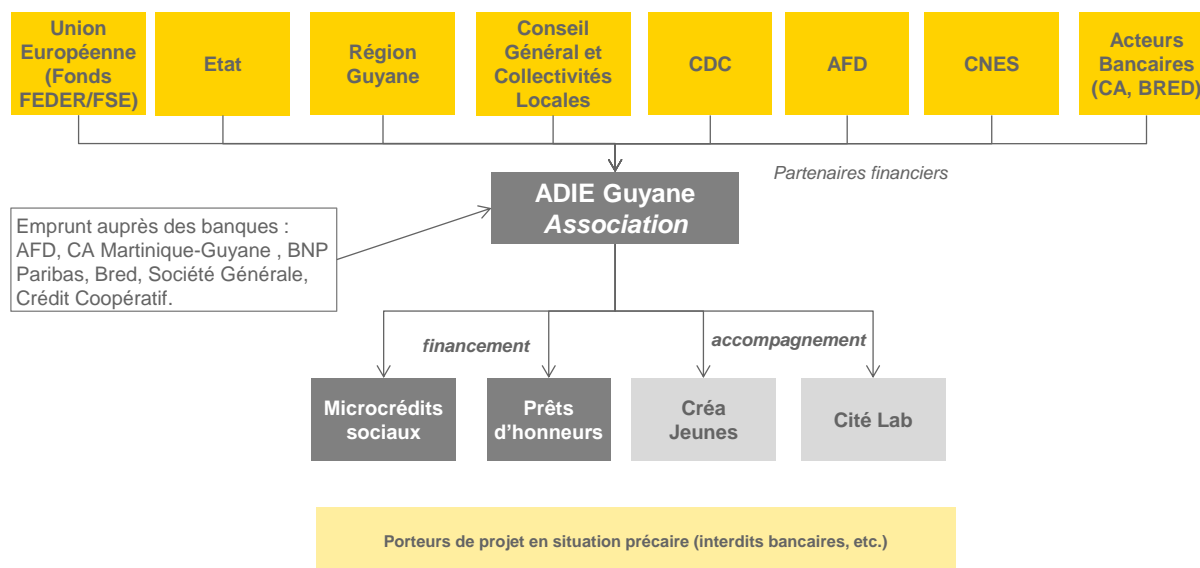 Union
Européenne
(Fonds
FEDER/FSE)
Etat
Région
Guyane
Conseil
Général et
Collectivités
Locales
CDC
AFD
CNES
Acteurs
Bancaires
(CA, BRED)
Partenaires financiers
ADIE Guyane
Association
Emprunt auprès des banques :
AFD, CA Martinique-Guyane , BNP
Paribas, Bred, Société Générale,
Crédit Coopératif.
financement
accompagnement
Microcrédits
sociaux
Prêts
d'honneurs
Créa
Jeunes
Cité Lab
Porteurs de projet en situation précaire (interdits bancaires, etc.)